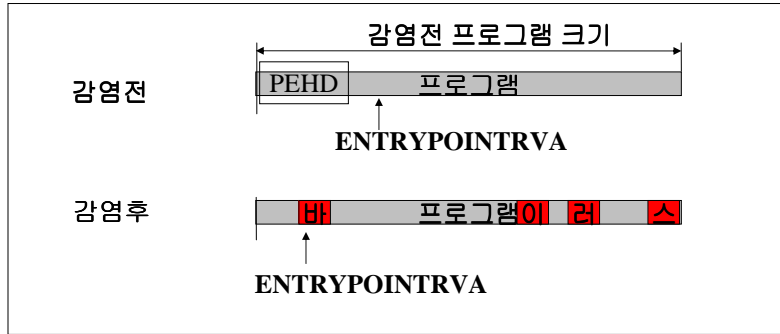 감염전 프로그램 크기
감염전
PEHD
프로그램
ENTRYPOINTRVA
감염후
바
프로그램
이
러
스
ENTRYPOINTRVA